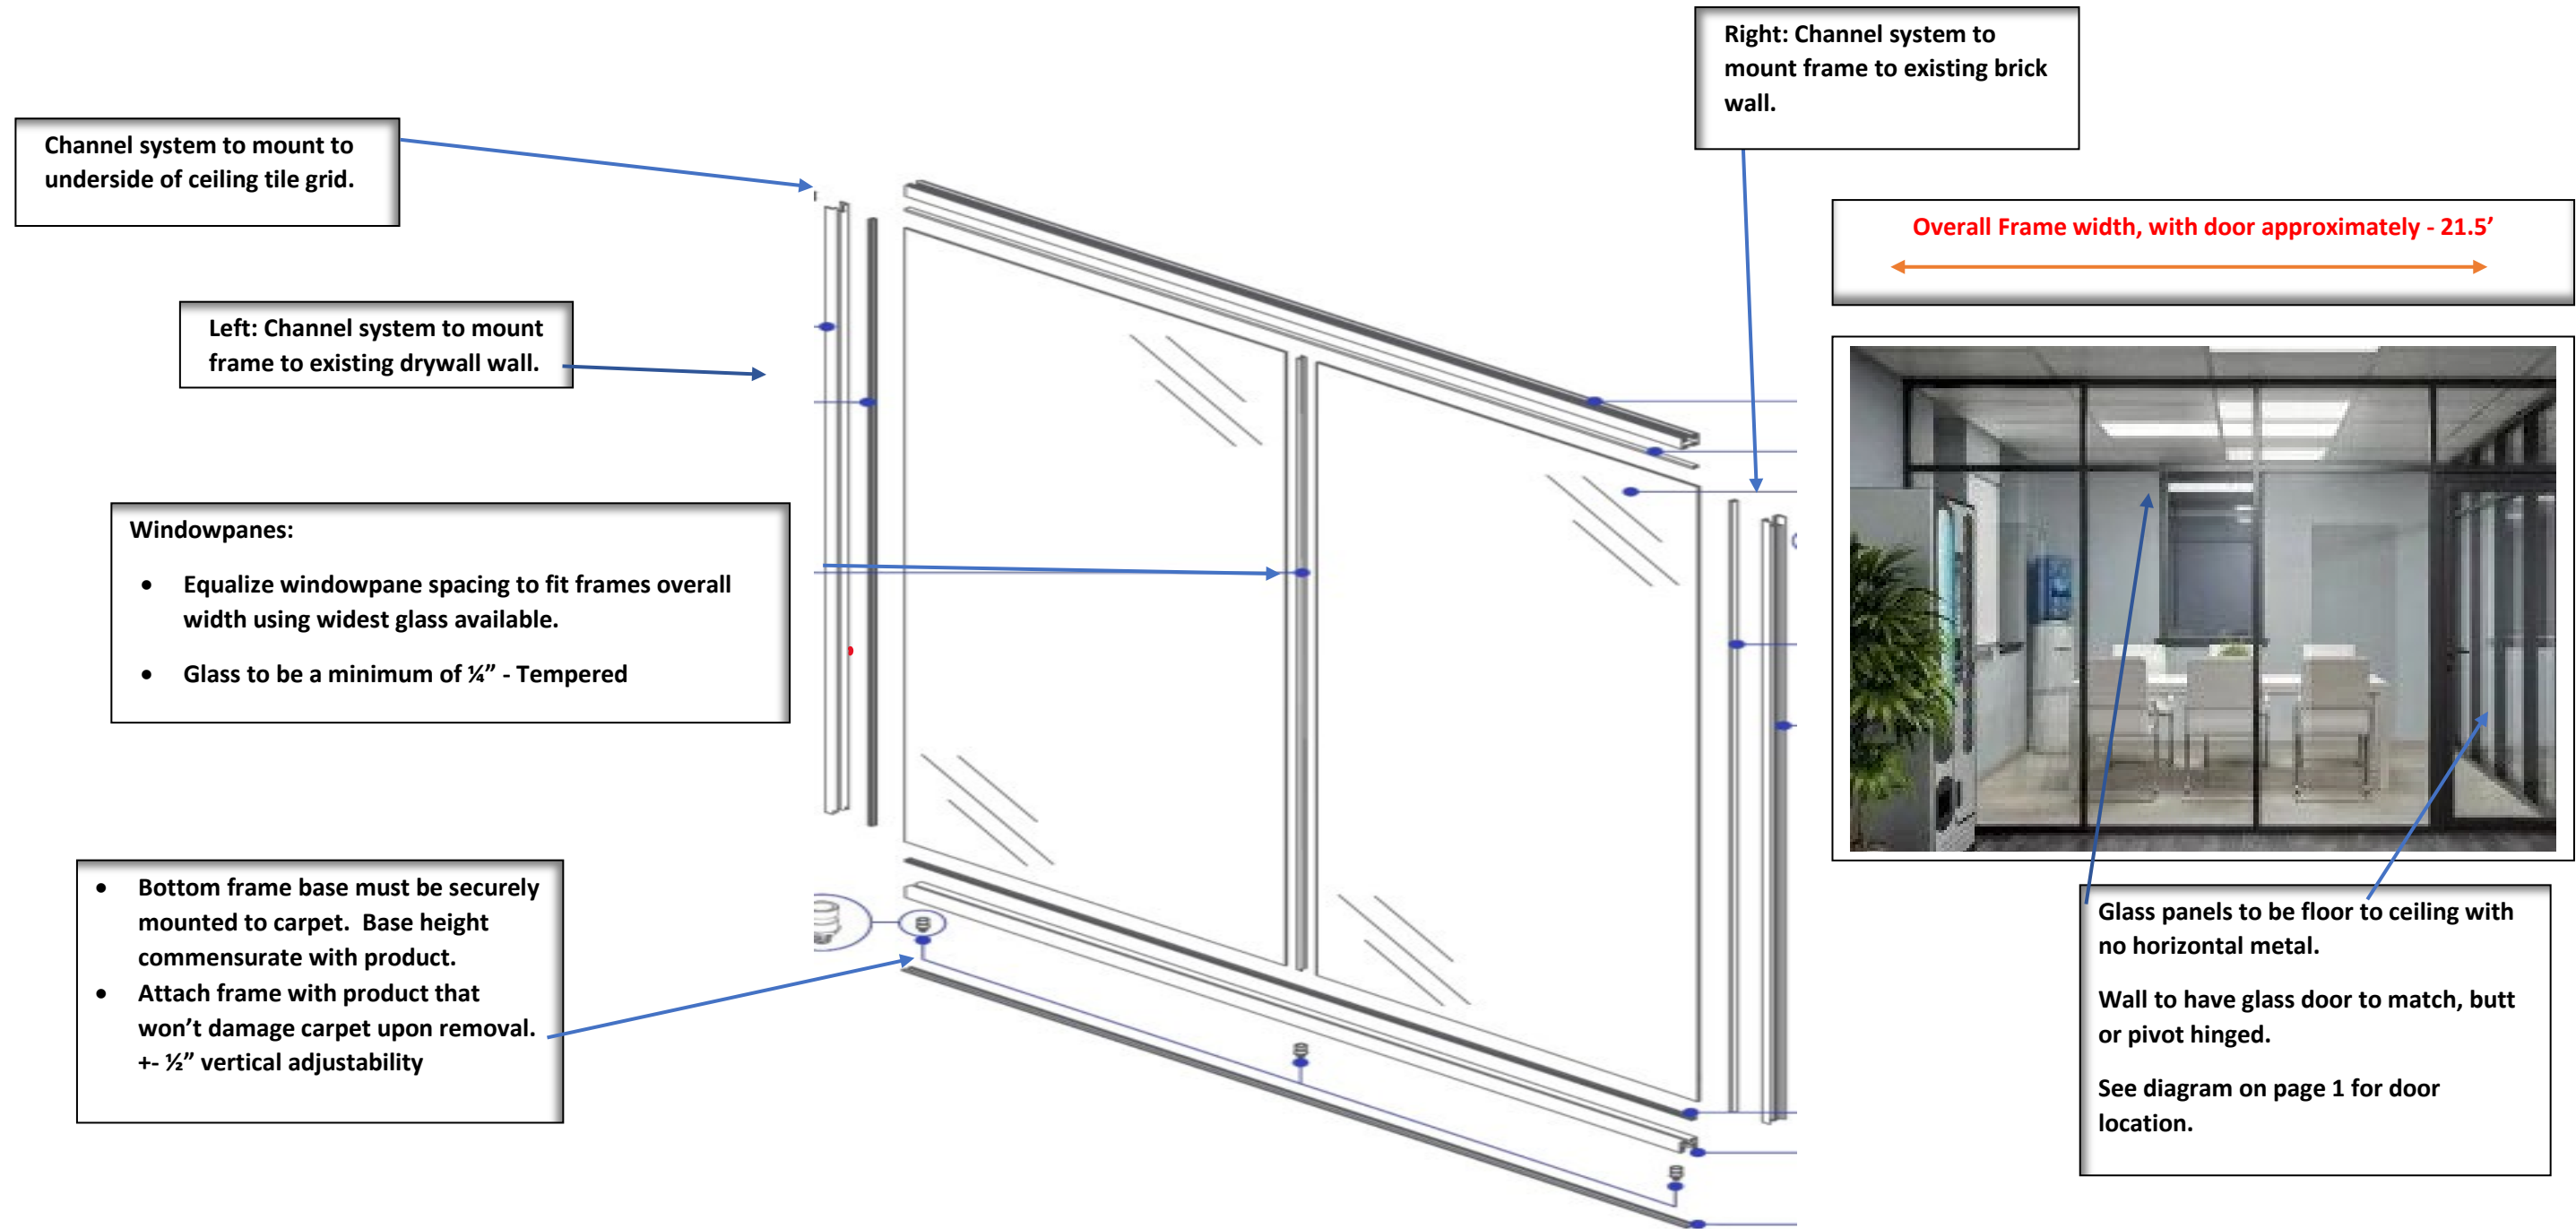 Right: Channel system to
mount frame to existing brick
wall.
Channel system to mount to
underside of ceiling tile grid.
Overall Frame width, with door approximately - 21.5’
Left: Channel system to mount
frame to existing drywall wall.
Windowpanes:
• Equalize windowpane spacing to fit frames overall
width using widest glass available.
• Glass to be a minimum of ¼” - Tempered
• Bottom frame base must be securely
mounted to carpet. Base height
commensurate with product.
• Attach frame with product that
won’t damage carpet upon removal.
+- ½” vertical adjustability
Glass panels to be floor to ceiling with
no horizontal metal.
Wall to have glass door to match, butt
or pivot hinged.
See diagram on page 1 for door
location.